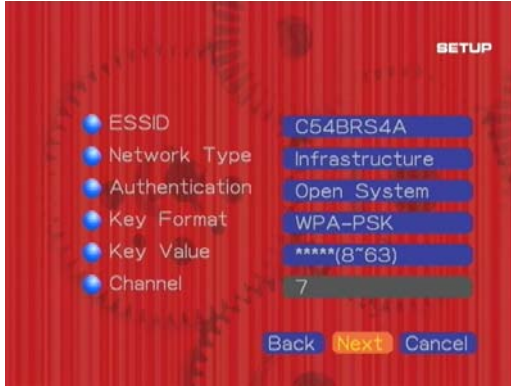 SETUP
ESSID C54BRS4A
Network Type Infrastructure
Authentication Open System
Key Format WPA-PSK
Key Value *****(8~63)
Channel 7
Back Next Cancel